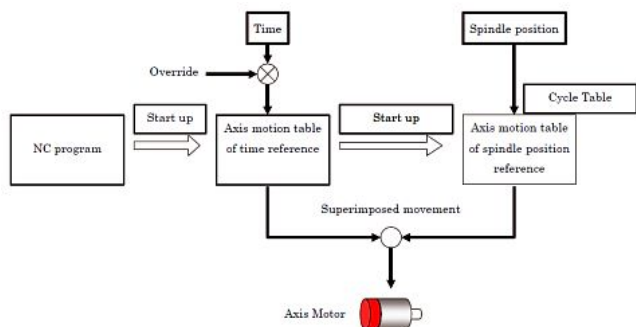 Time
Spindle position
Override
Cycle Table
Start up
Start up
NC program
Axis motion table
of time reference
Axis motion table
of spindle position
reference
Superimposed movement
Axis Motor